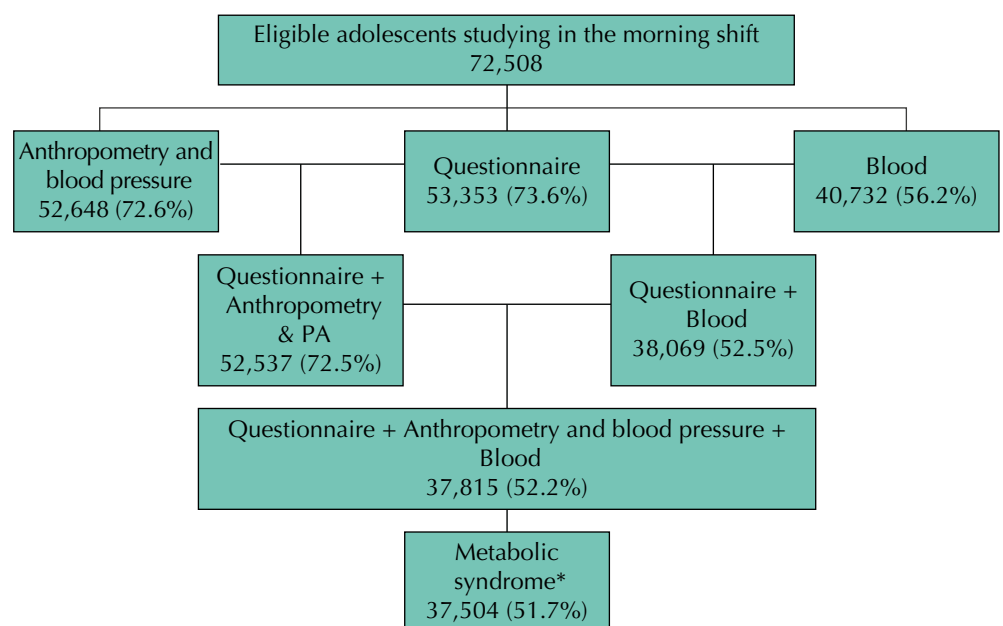 Eligible adolescents studying in the morning shift
72,508
Anthropometry and
blood pressure
52,648 (72.6%)
Questionnaire
53,353 (73.6%)
Blood
40,732 (56.2%)
Questionnaire +
Anthropometry
& PA
52,537 (72.5%)
Questionnaire +
Blood
38,069 (52.5%)
Questionnaire + Anthropometry and blood pressure +
Blood
37,815 (52.2%)
Metabolic
syndrome*
37,504 (51.7%)